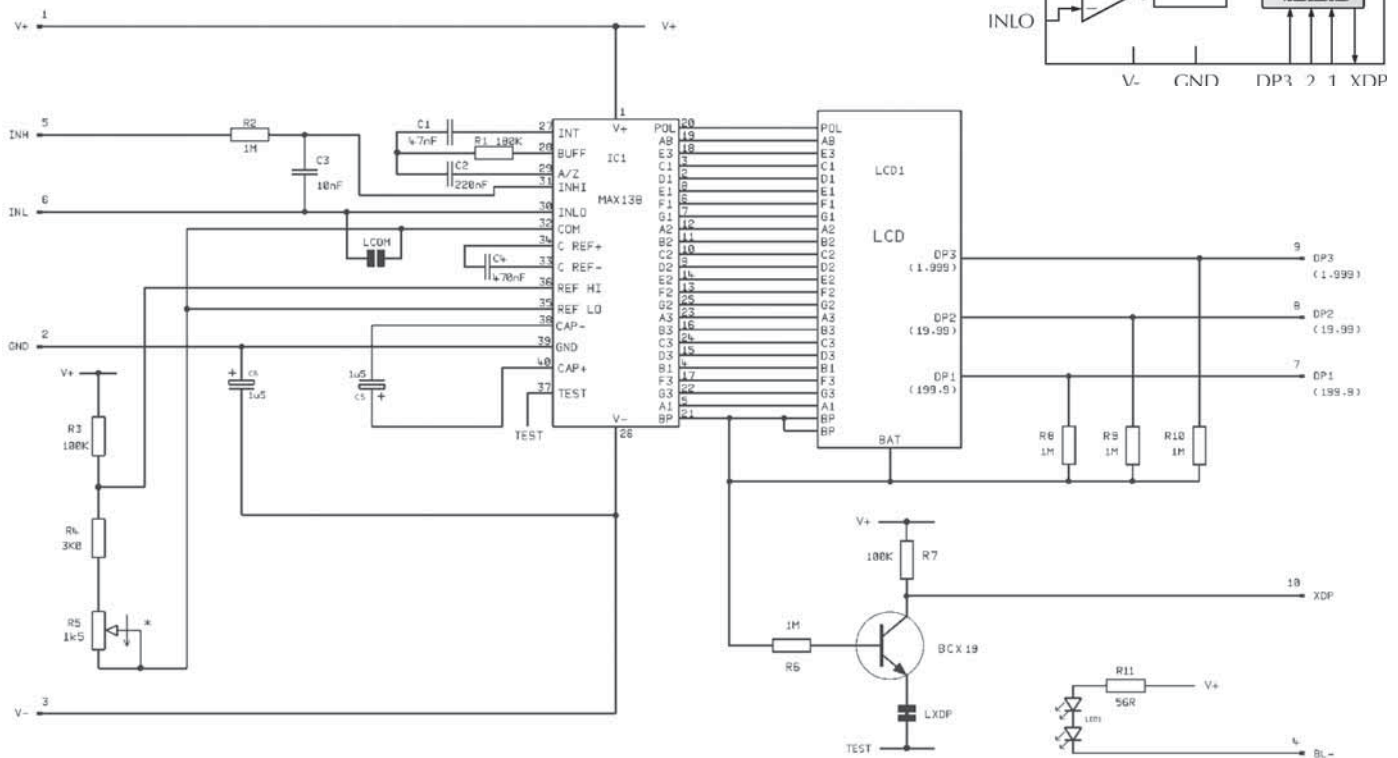 INLO
V- GND DP3 2 1 XDP
V+ 1
V+
INH 5
R2
1M
C3
10nF
INL 6
LCOM
C1
47nF
R1 180K
C2
220nF
C4
470nF
GND 2
V+
R3
100K
R4
3K0
R5
1k5
*
+ C6
1u5
1u5
C5 +
V- 3
1
V+
IC1
MAX138
27 INT
28 BUFF
29 A/Z
31 INHI
30 INLO
32 COM
34 C REF+
33 C REF-
36 REF HI
35 REF LO
38 CAP-
39 GND
40 CAP+
37 TEST
TEST
V-
26
POL 20 POL
AB 19 AB
E3 18 E3
C1 3 C1
D1 2 D1
E1 8 E1
F1 6 F1
G1 7 G1
A2 12 A2
B2 11 B2
C2 10 C2
D2 9 D2
E2 14 E2
F2 13 F2
G2 25 G2
A3 23 A3
B3 16 B3
C3 24 C3
D3 15 D3
B1 4 B1
F3 17 F3
G3 22 G3
A1 5 A1
BP 21 BP
BP
LCD1
LCD
DP3
(1.999)
DP2
(19.99)
DP1
(199.9)
BAT
9 DP3
(1.999)
8 DP2
(19.99)
7 DP1
(199.9)
R8
1M
R9
1M
R10
1M
V+
100K R7
10 XDP
1M
R6
BCX19
LXDP
TEST
R11
56R
V+
LED1
4 BL-